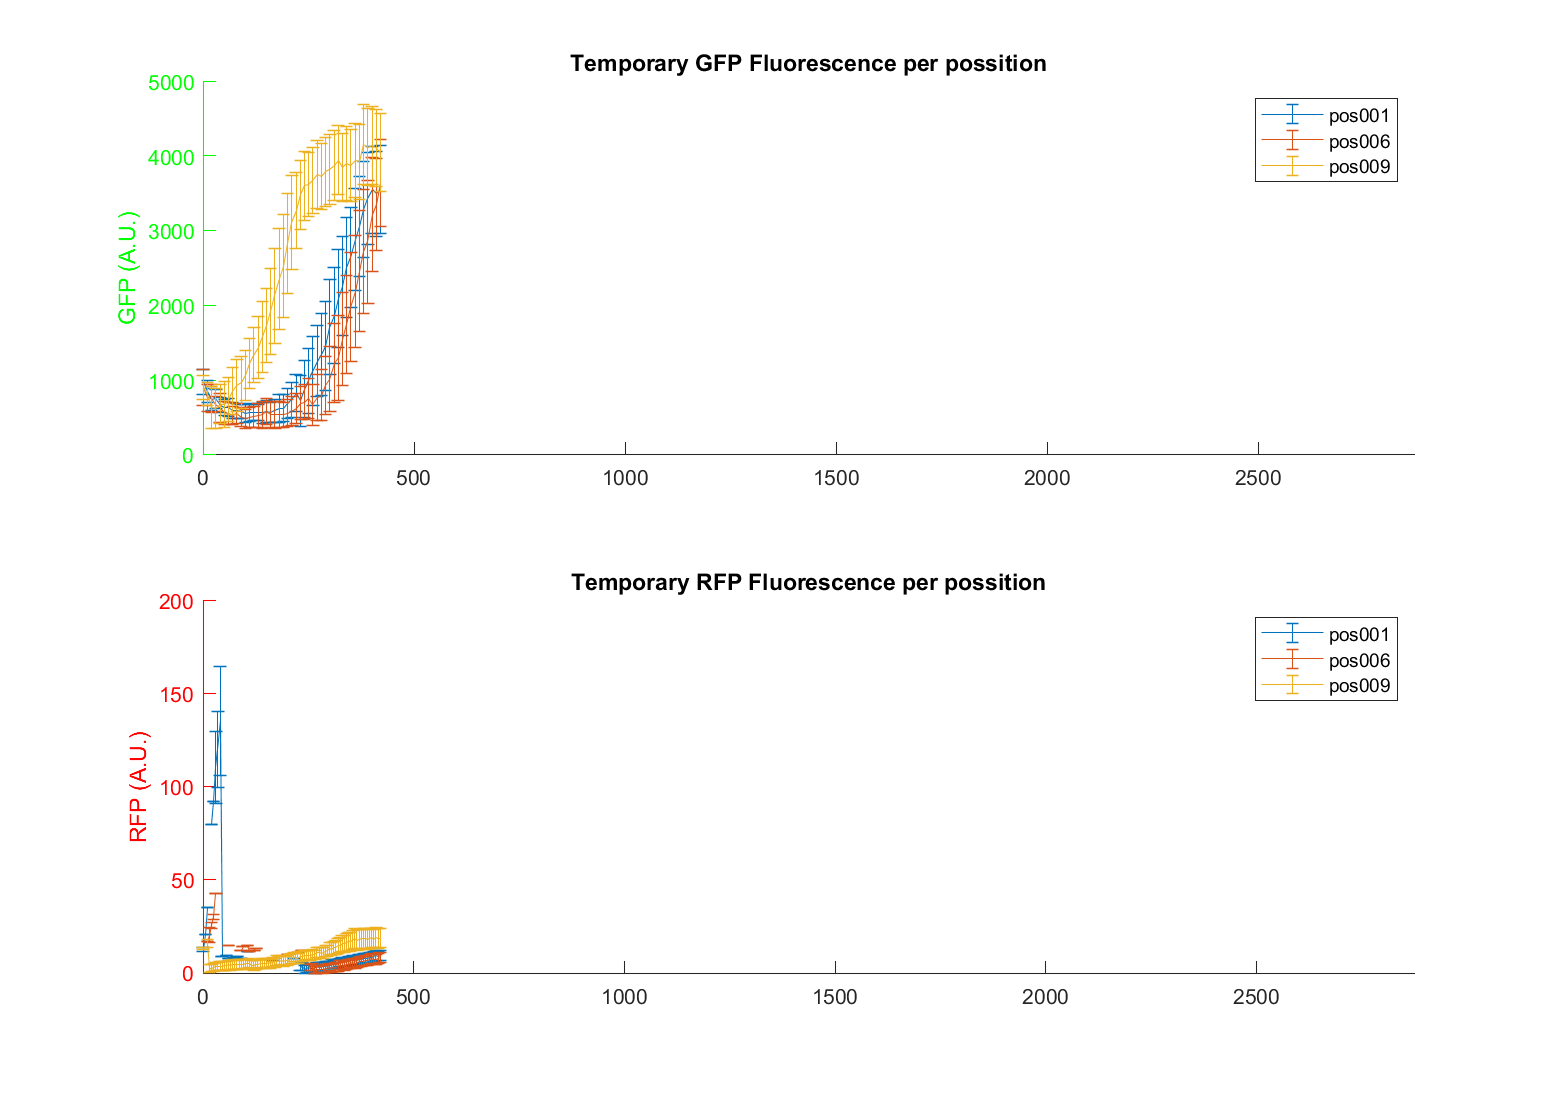 Temporary GFP Fluorescence per possition
5000
4000
3000
2000
1000
0
GFP (A.U.)
pos001
pos006
pos009
0 500 1000 1500 2000 2500
Temporary RFP Fluorescence per possition
200
150
100
50
0
RFP (A.U.)
pos001
pos006
pos009
0 500 1000 1500 2000 2500